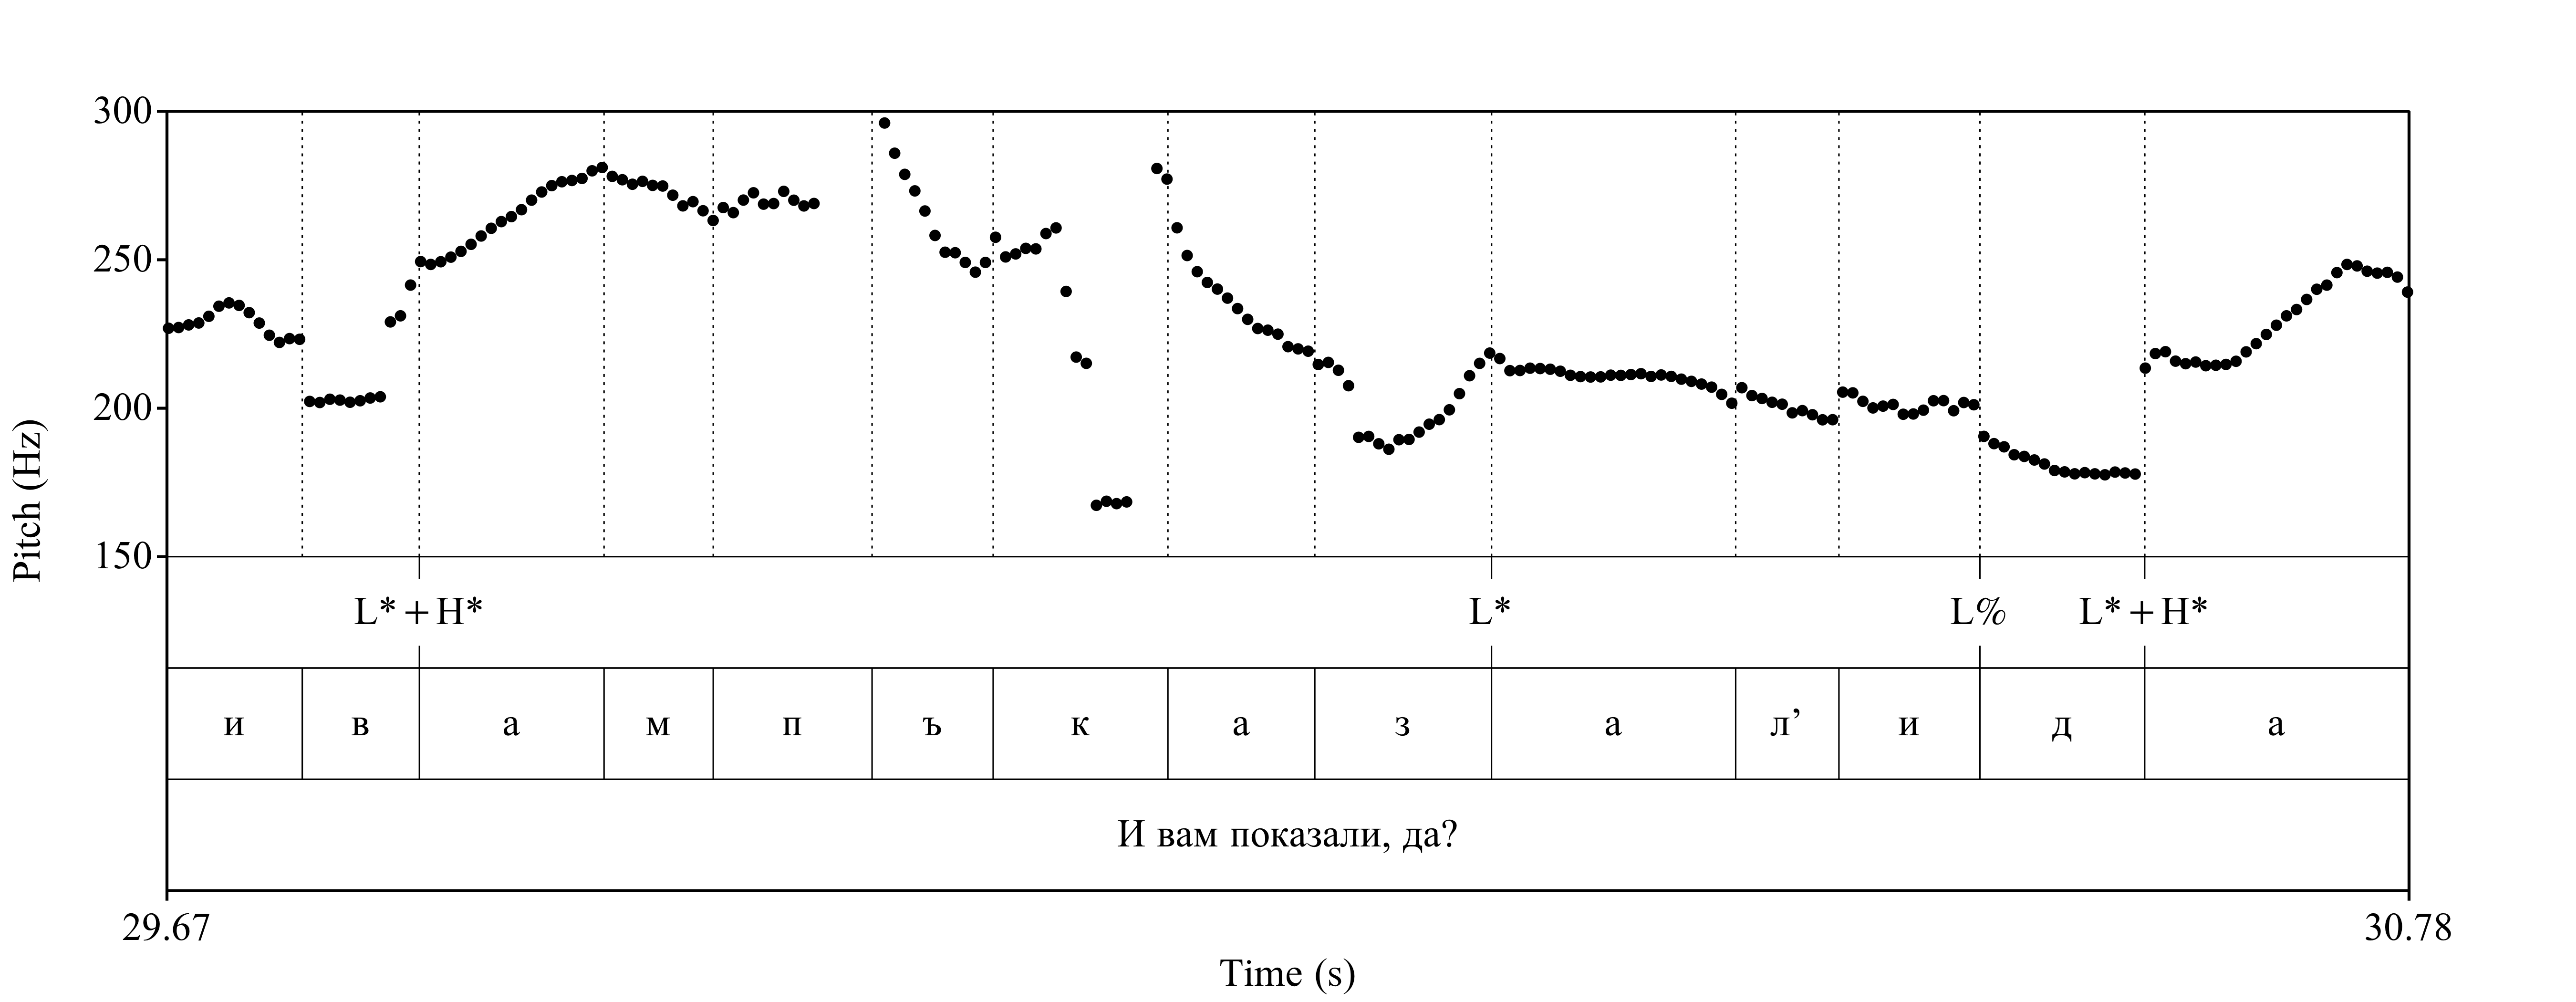 300
250
200
150
Pitch (Hz)
L* + H* L* L% L* + H*
и в а м п ъ к а з а л’ и д а
И вам показали, да?
29.67 30.78
Time (s)